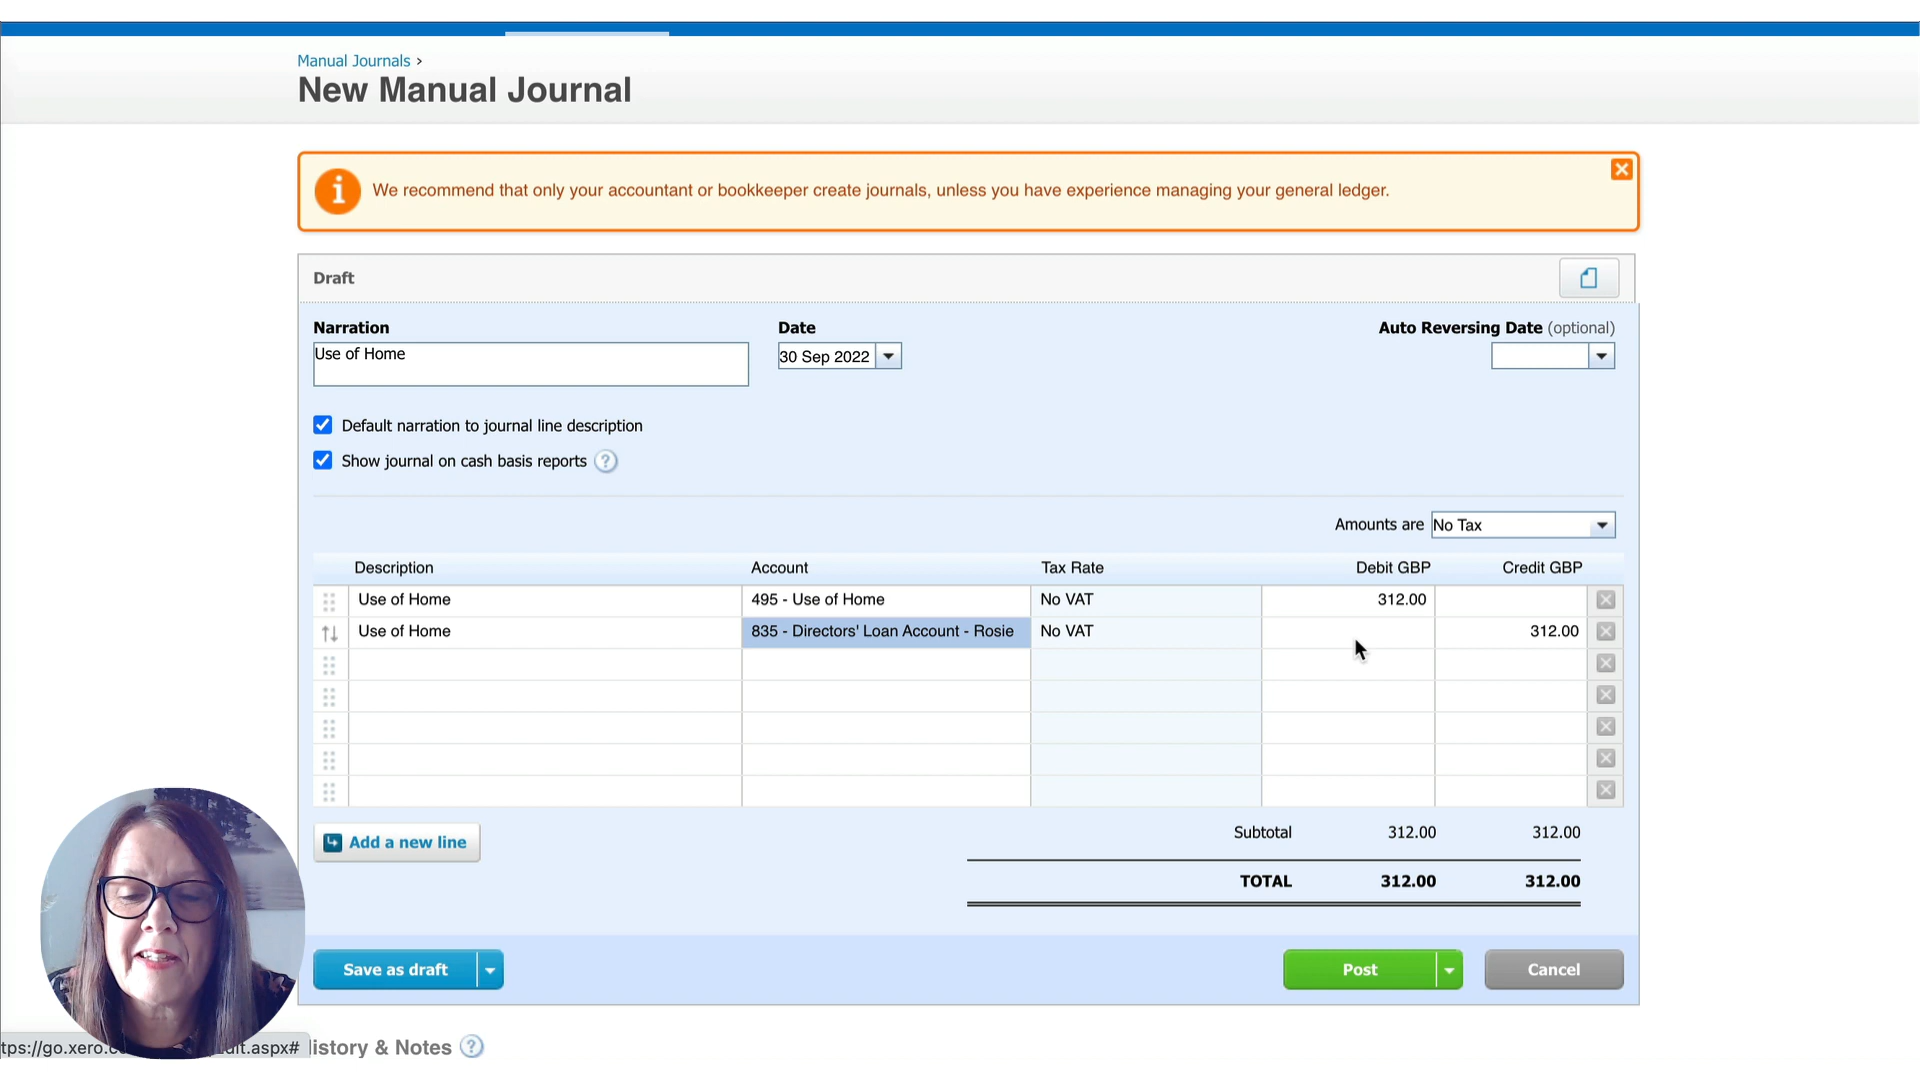 Manual Journals ›
New Manual Journal
We recommend that only your accountant or bookkeeper create journals, unless you have experience managing your general ledger.
Draft
Narration Date Auto Reversing Date (optional)
Use of Home 30 Sep 2022
Default narration to journal line description
Show journal on cash basis reports ?
Amounts are No Tax
Description Account Tax Rate Debit GBP Credit GBP
Use of Home 495 - Use of Home No VAT 312.00
Use of Home 835 - Directors' Loan Account - Rosie No VAT 312.00
Add a new line
Subtotal 312.00 312.00
TOTAL 312.00 312.00
Save as draft Post Cancel
tps://go.xero.c dit.aspx# istory & Notes ?